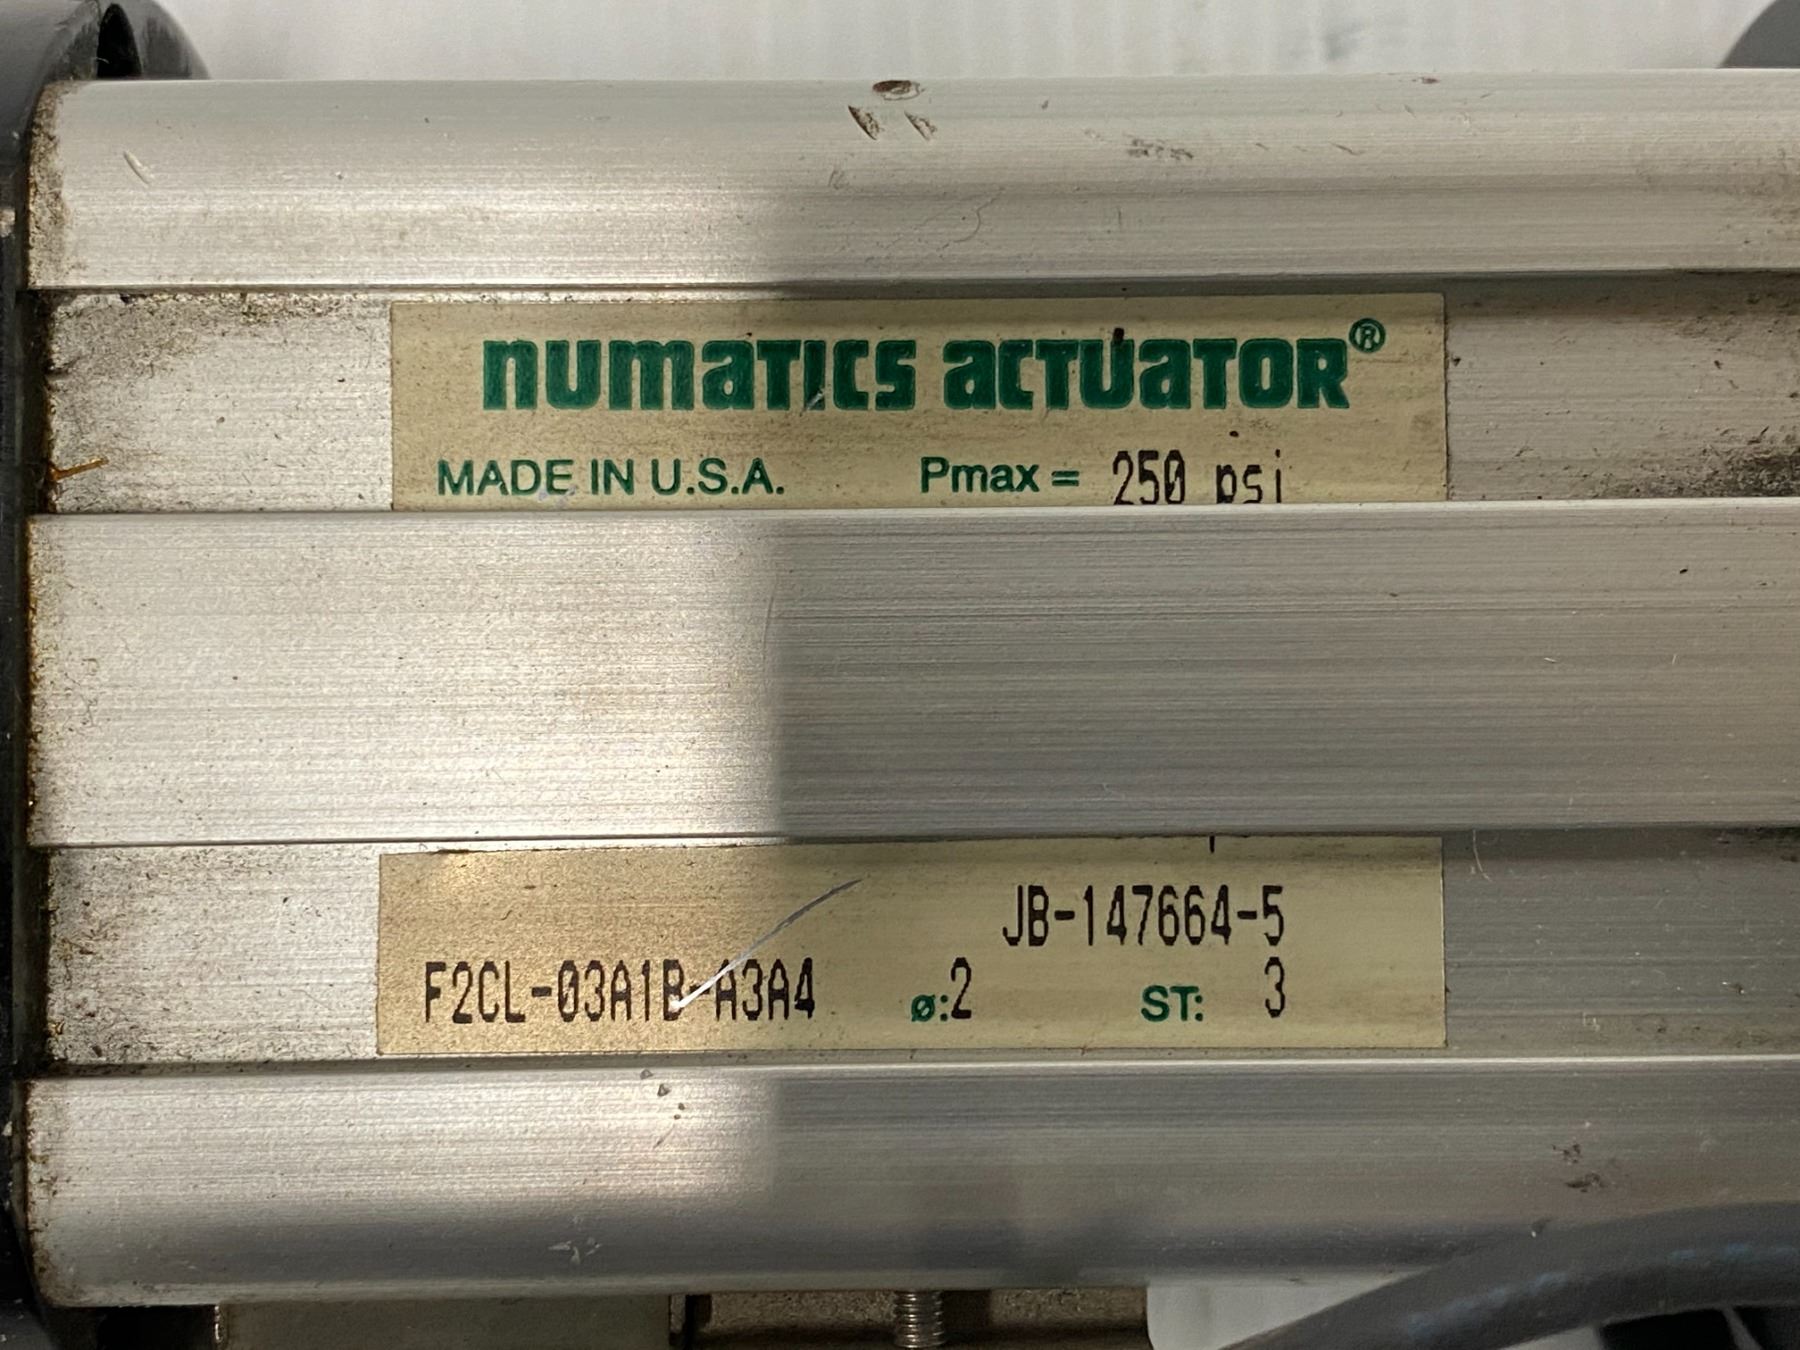 numatics actuator®
MADE IN U.S.A. Pmax = 250 psi
JB-147664-5
F2CL-03A1B-A3A4 ø:2 ST: 3